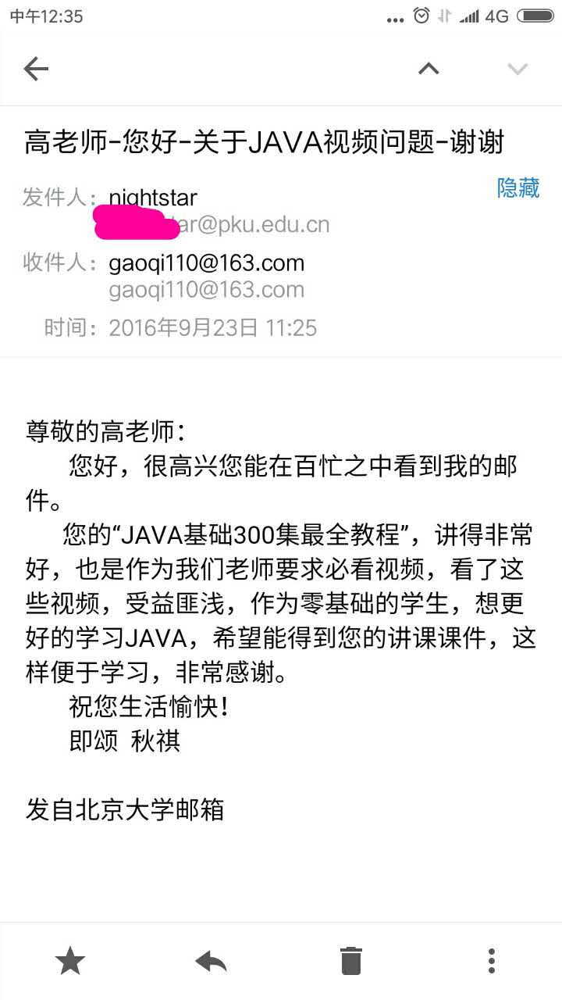 中午12:35
4G
高老师-您好-关于JAVA视频问题-谢谢
发件人： nightstar
隐藏
ar@pku.edu.cn
收件人： gaoqi110@163.com
gaoqi110@163.com
时间： 2016年9月23日 11:25
尊敬的高老师：
您好，很高兴您能在百忙之中看到我的邮
件。
您的“JAVA基础300集最全教程”，讲得非常
好，也是作为我们老师要求必看视频，看了这
些视频，受益匪浅，作为零基础的学生，想更
好的学习JAVA，希望能得到您的讲课课件，这
样便于学习，非常感谢。
祝您生活愉快！
即颂 秋祺
发自北京大学邮箱